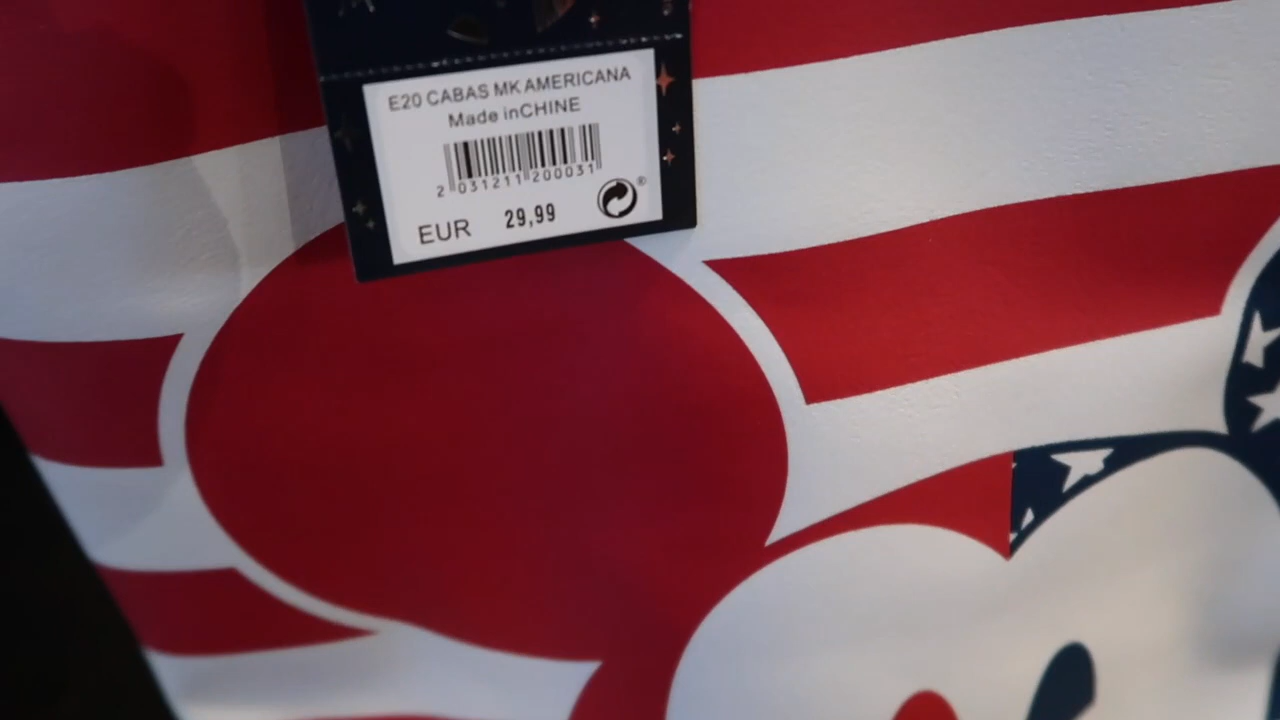 E20 CABAS MK AMERICANA
Made inCHINE
2 031211 200031
EUR 29,99
®